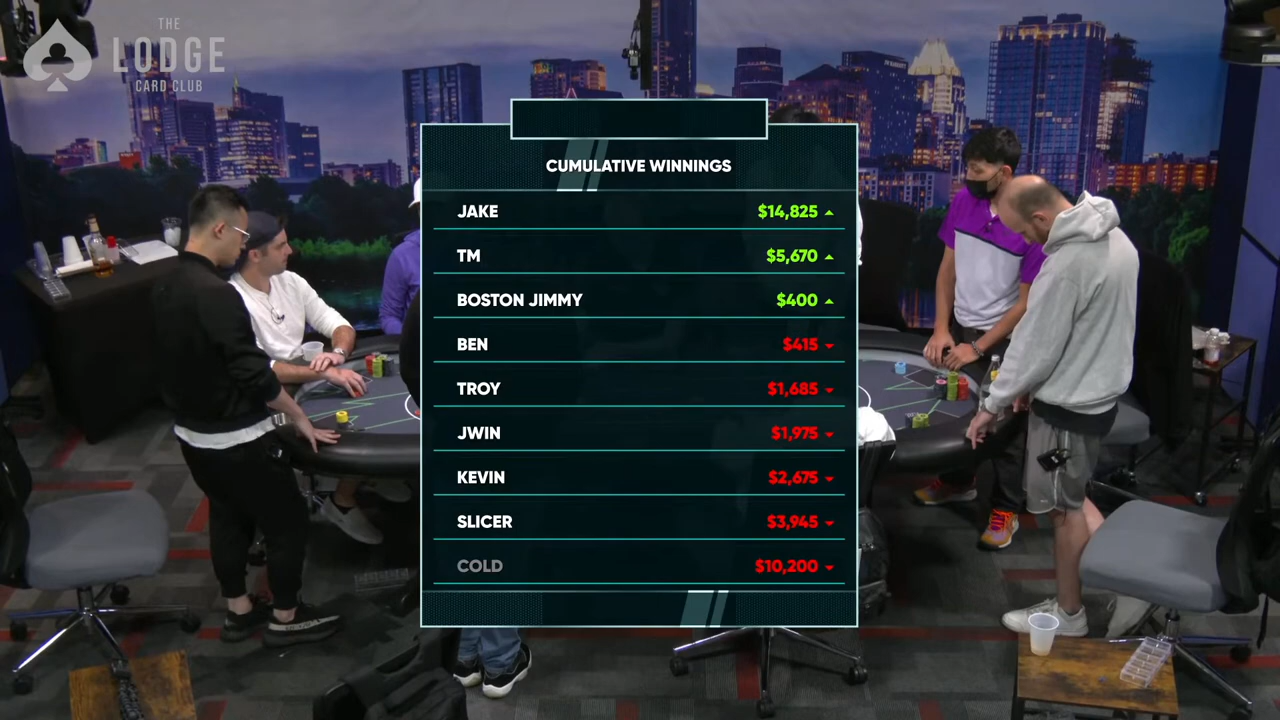 THE
LODGE
CARD CLUB
CUMULATIVE WINNINGS
JAKE $14,825
TM $5,670
BOSTON JIMMY $400
BEN $415
TROY $1,685
JWIN $1,975
KEVIN $2,675
SLICER $3,945
COLD $10,200